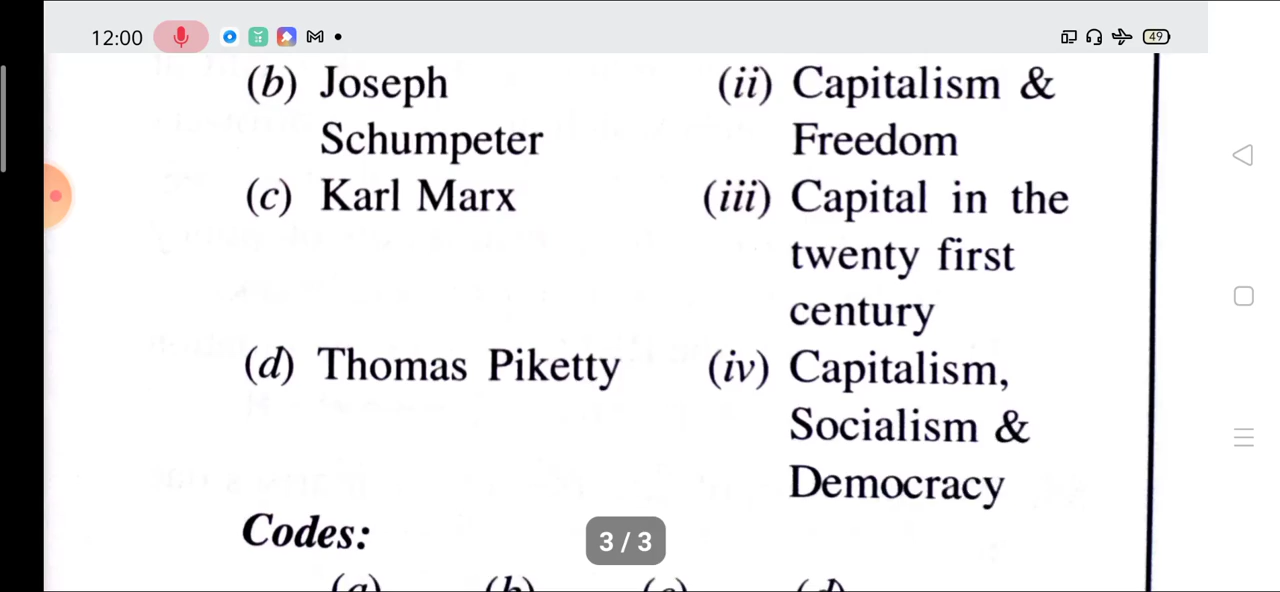 12:00
49
(b) Joseph (ii) Capitalism &
Schumpeter Freedom
(c) Karl Marx (iii) Capital in the
twenty first
century
(d) Thomas Piketty (iv) Capitalism,
Socialism &
Democracy
Codes:
3 / 3
(a) (b) (c) (d)